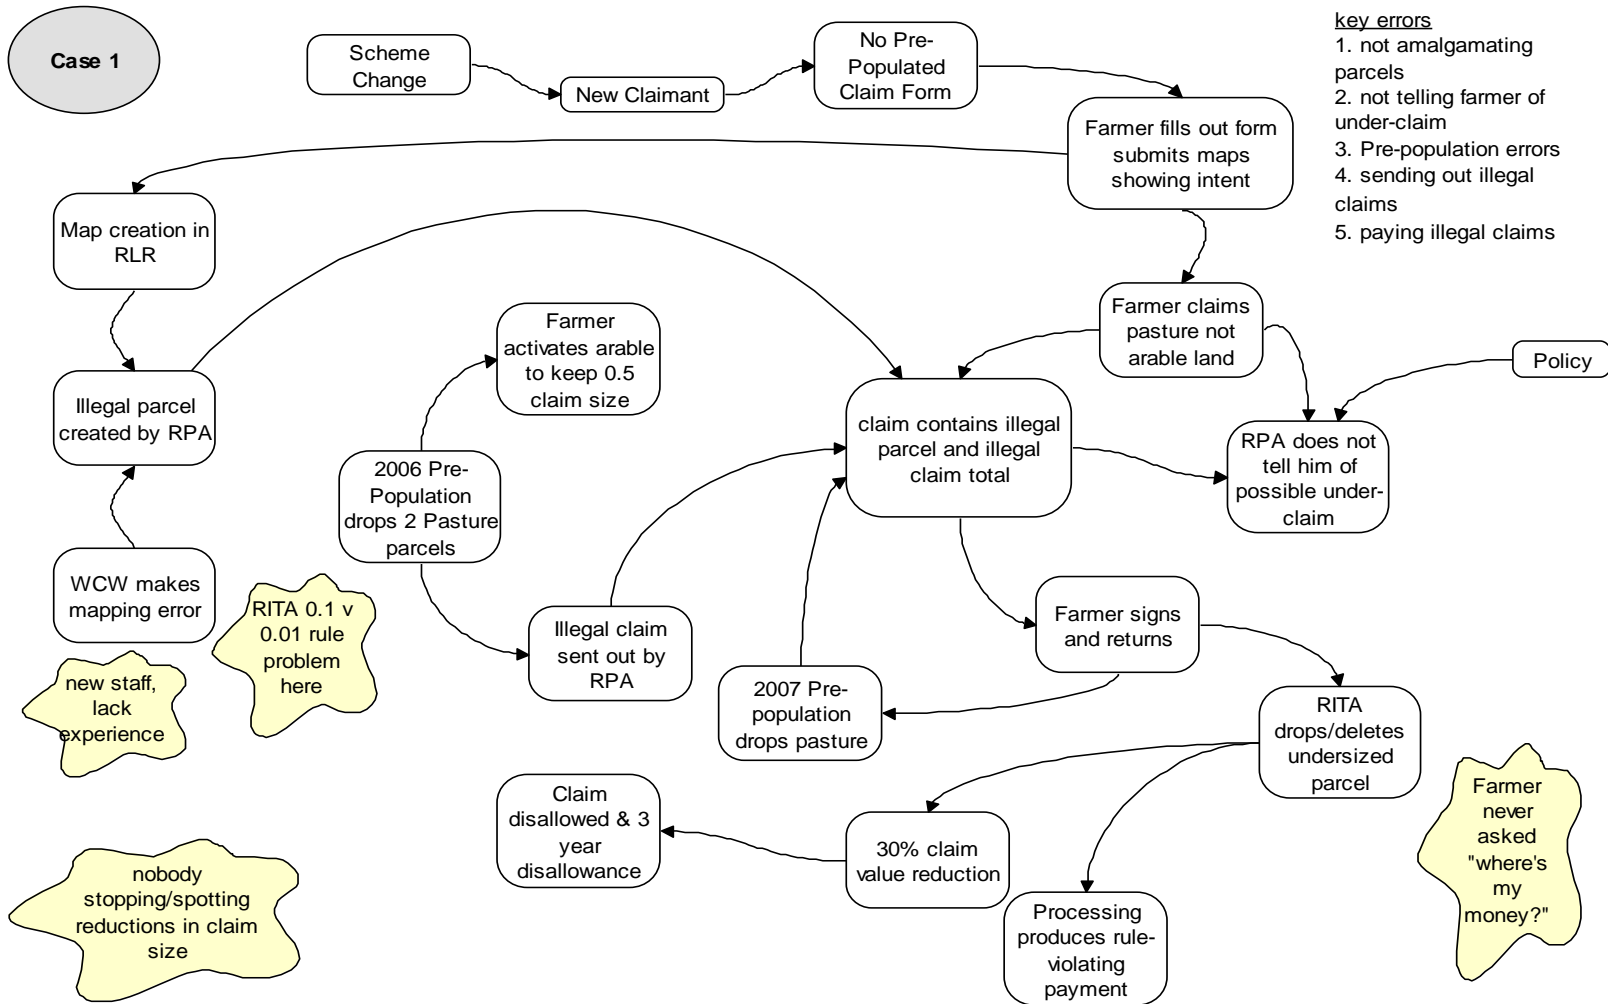 Case 1
Scheme
Change
New Claimant
No Pre-
Populated
Claim Form
key errors
1. not amalgamating
parcels
2. not telling farmer of
under-claim
3. Pre-population errors
4. sending out illegal
claims
5. paying illegal claims
Farmer fills out form
submits maps
showing intent
Map creation in
RLR
Farmer claims
pasture not
arable land
Policy
Farmer
activates arable
to keep 0.5
claim size
Illegal parcel
created by RPA
claim contains illegal
parcel and illegal
claim total
RPA does not
tell him of
possible under-
claim
2006 Pre-
Population
drops 2 Pasture
parcels
WCW makes
mapping error
RITA 0.1 v
0.01 rule
problem
here
Illegal claim
sent out by
RPA
Farmer signs
and returns
new staff,
lack
experience
2007 Pre-
population
drops pasture
RITA
drops/deletes
undersized
parcel
Claim
disallowed & 3
year
disallowance
30% claim
value reduction
Farmer
never
asked
"where's
my
money?"
nobody
stopping/spotting
reductions in claim
size
Processing
produces rule-
violating
payment